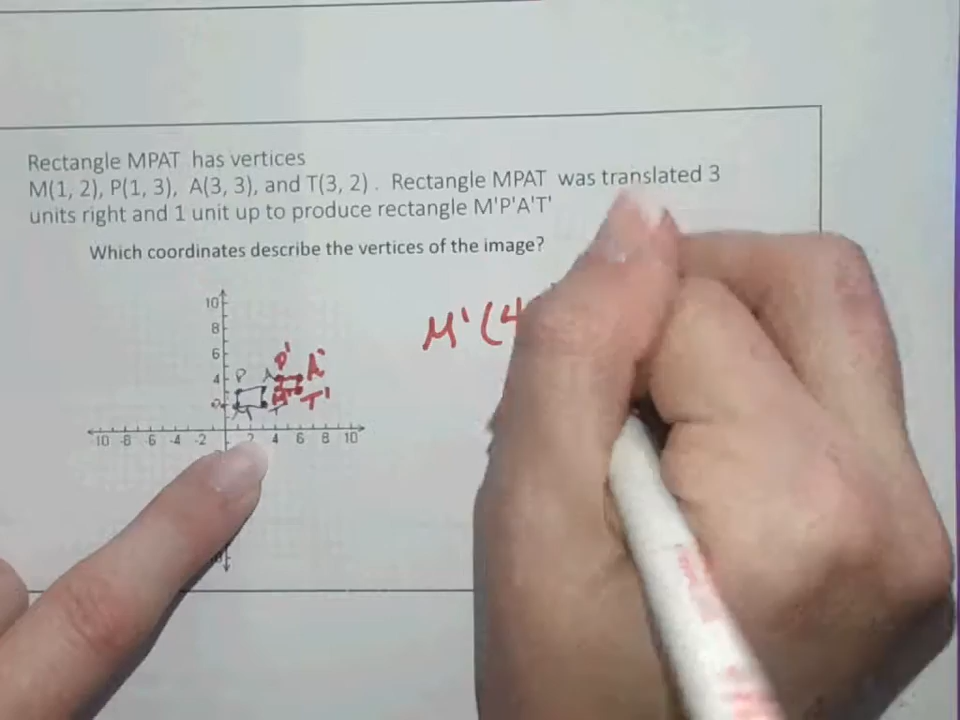 Rectangle MPAT has vertices
M(1, 2), P(1, 3), A(3, 3), and T(3, 2). Rectangle MPAT was translated 3
units right and 1 unit up to produce rectangle M'P'A'T'
Which coordinates describe the vertices of the image?
10
8
6
4
P A P' A'
M T M' T'
-10 -8 -6 -4 -2 2 4 6 8 10
M'(4